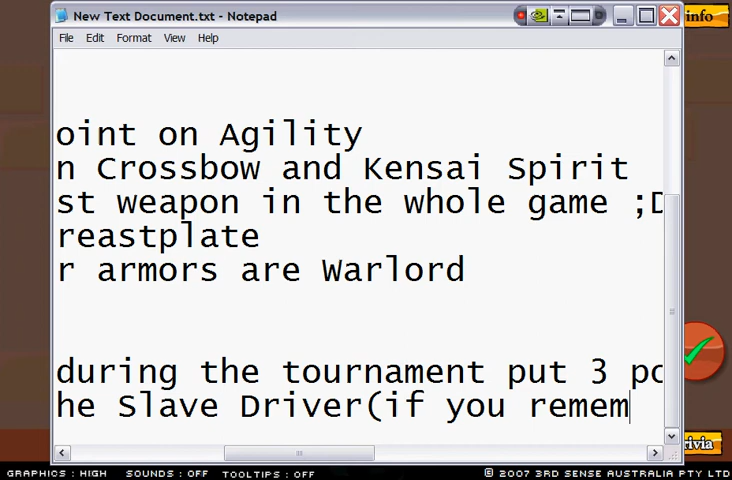 New Text Document.txt - Notepad
info
File Edit Format View Help
oint on Agility
n Crossbow and Kensai Spirit
st weapon in the whole game ;D
reastplate
r armors are Warlord
during the tournament put 3 po
he Slave Driver(if you remem
rivia
GRAPHICS : HIGH SOUNDS : OFF TOOLTIPS : OFF
© 2007 3RD SENSE AUSTRALIA PTY LTD